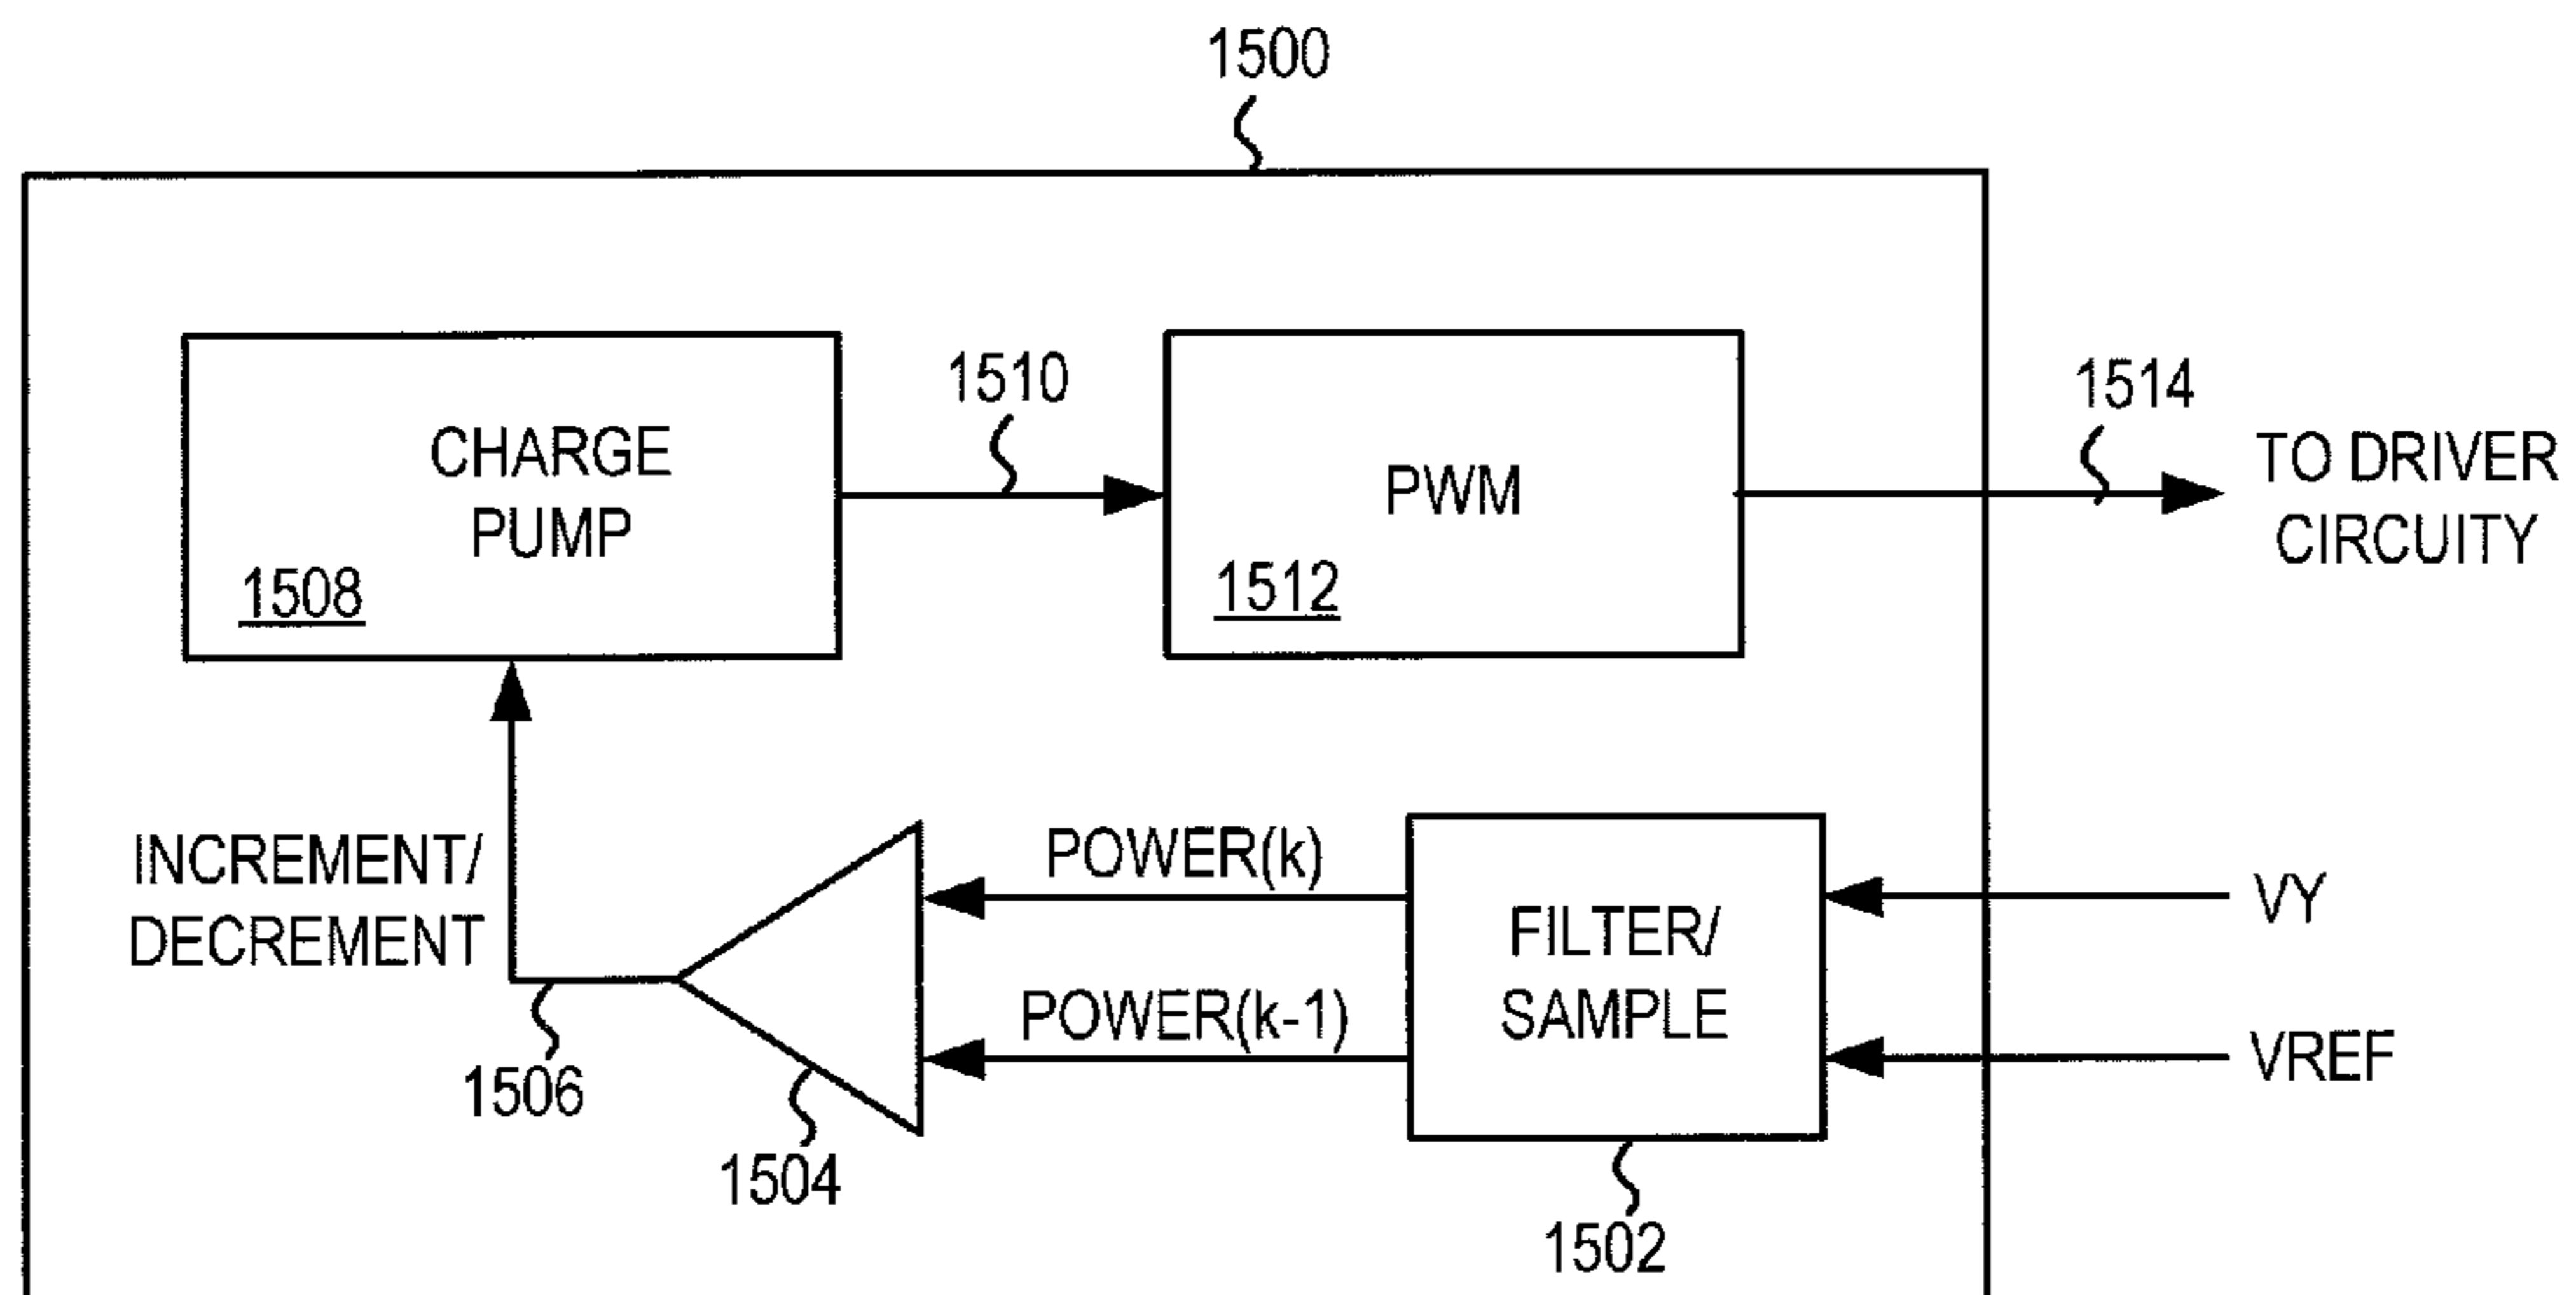 1500
CHARGE
PUMP
1508
1510
PWM
1512
1514
TO DRIVER
CIRCUITY
INCREMENT/
DECREMENT
1506
1504
POWER(k)
POWER(k-1)
FILTER/
SAMPLE
1502
VY
VREF